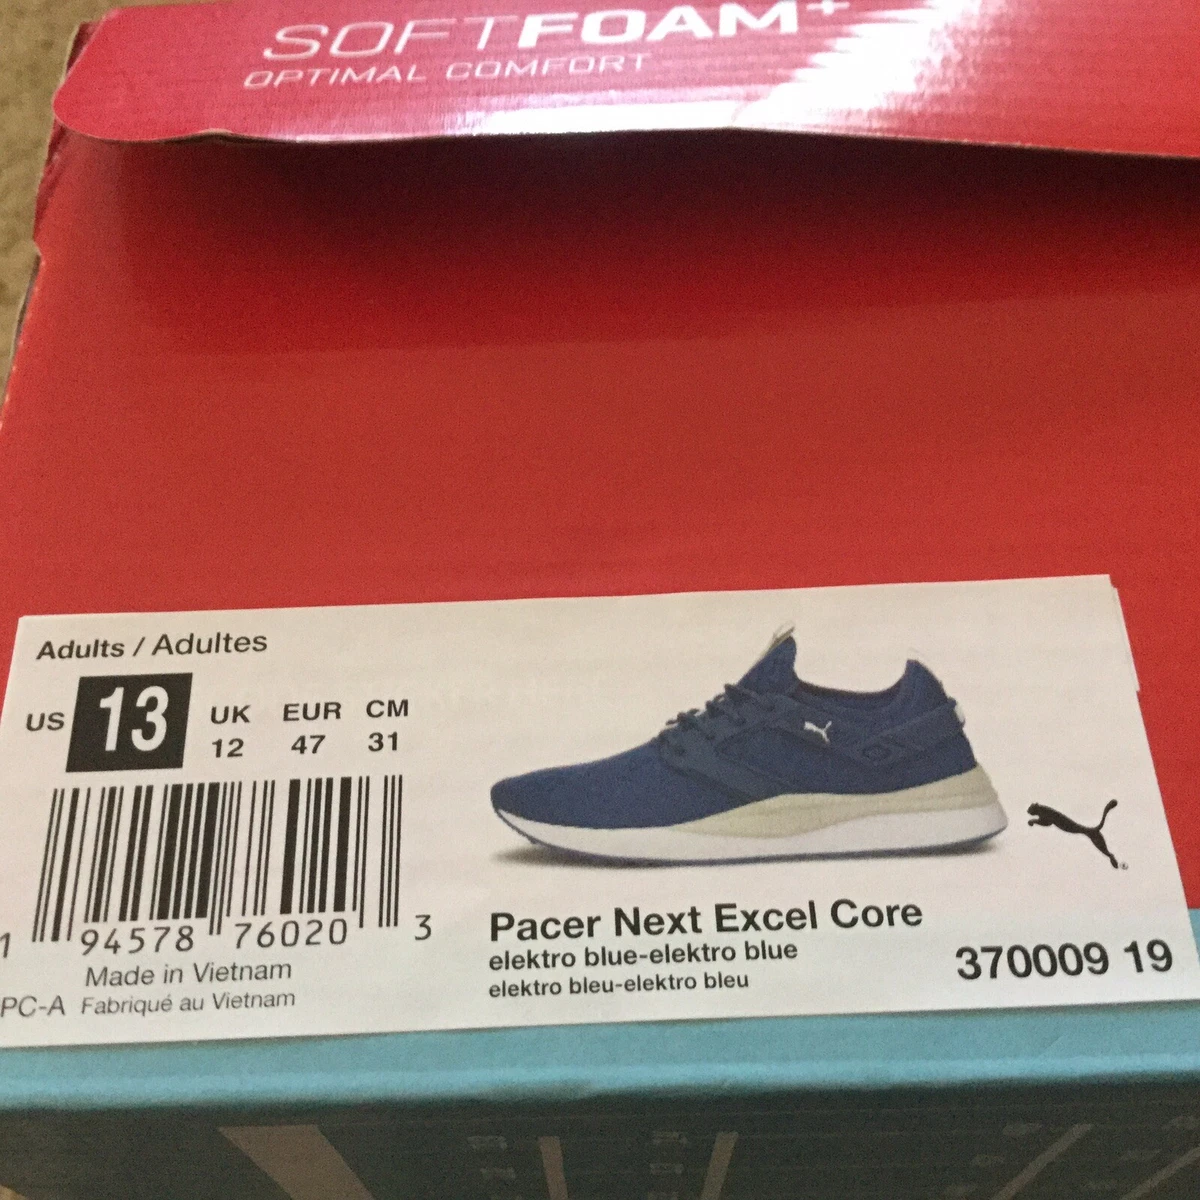 SOFTFOAM+
OPTIMAL COMFORT
Adults / Adultes
US 13 UK 12 EUR 47 CM 31
1 94578 76020 3
Made in Vietnam
PC-A Fabriqué au Vietnam
Pacer Next Excel Core
elektro blue-elektro blue
elektro bleu-elektro bleu
370009 19